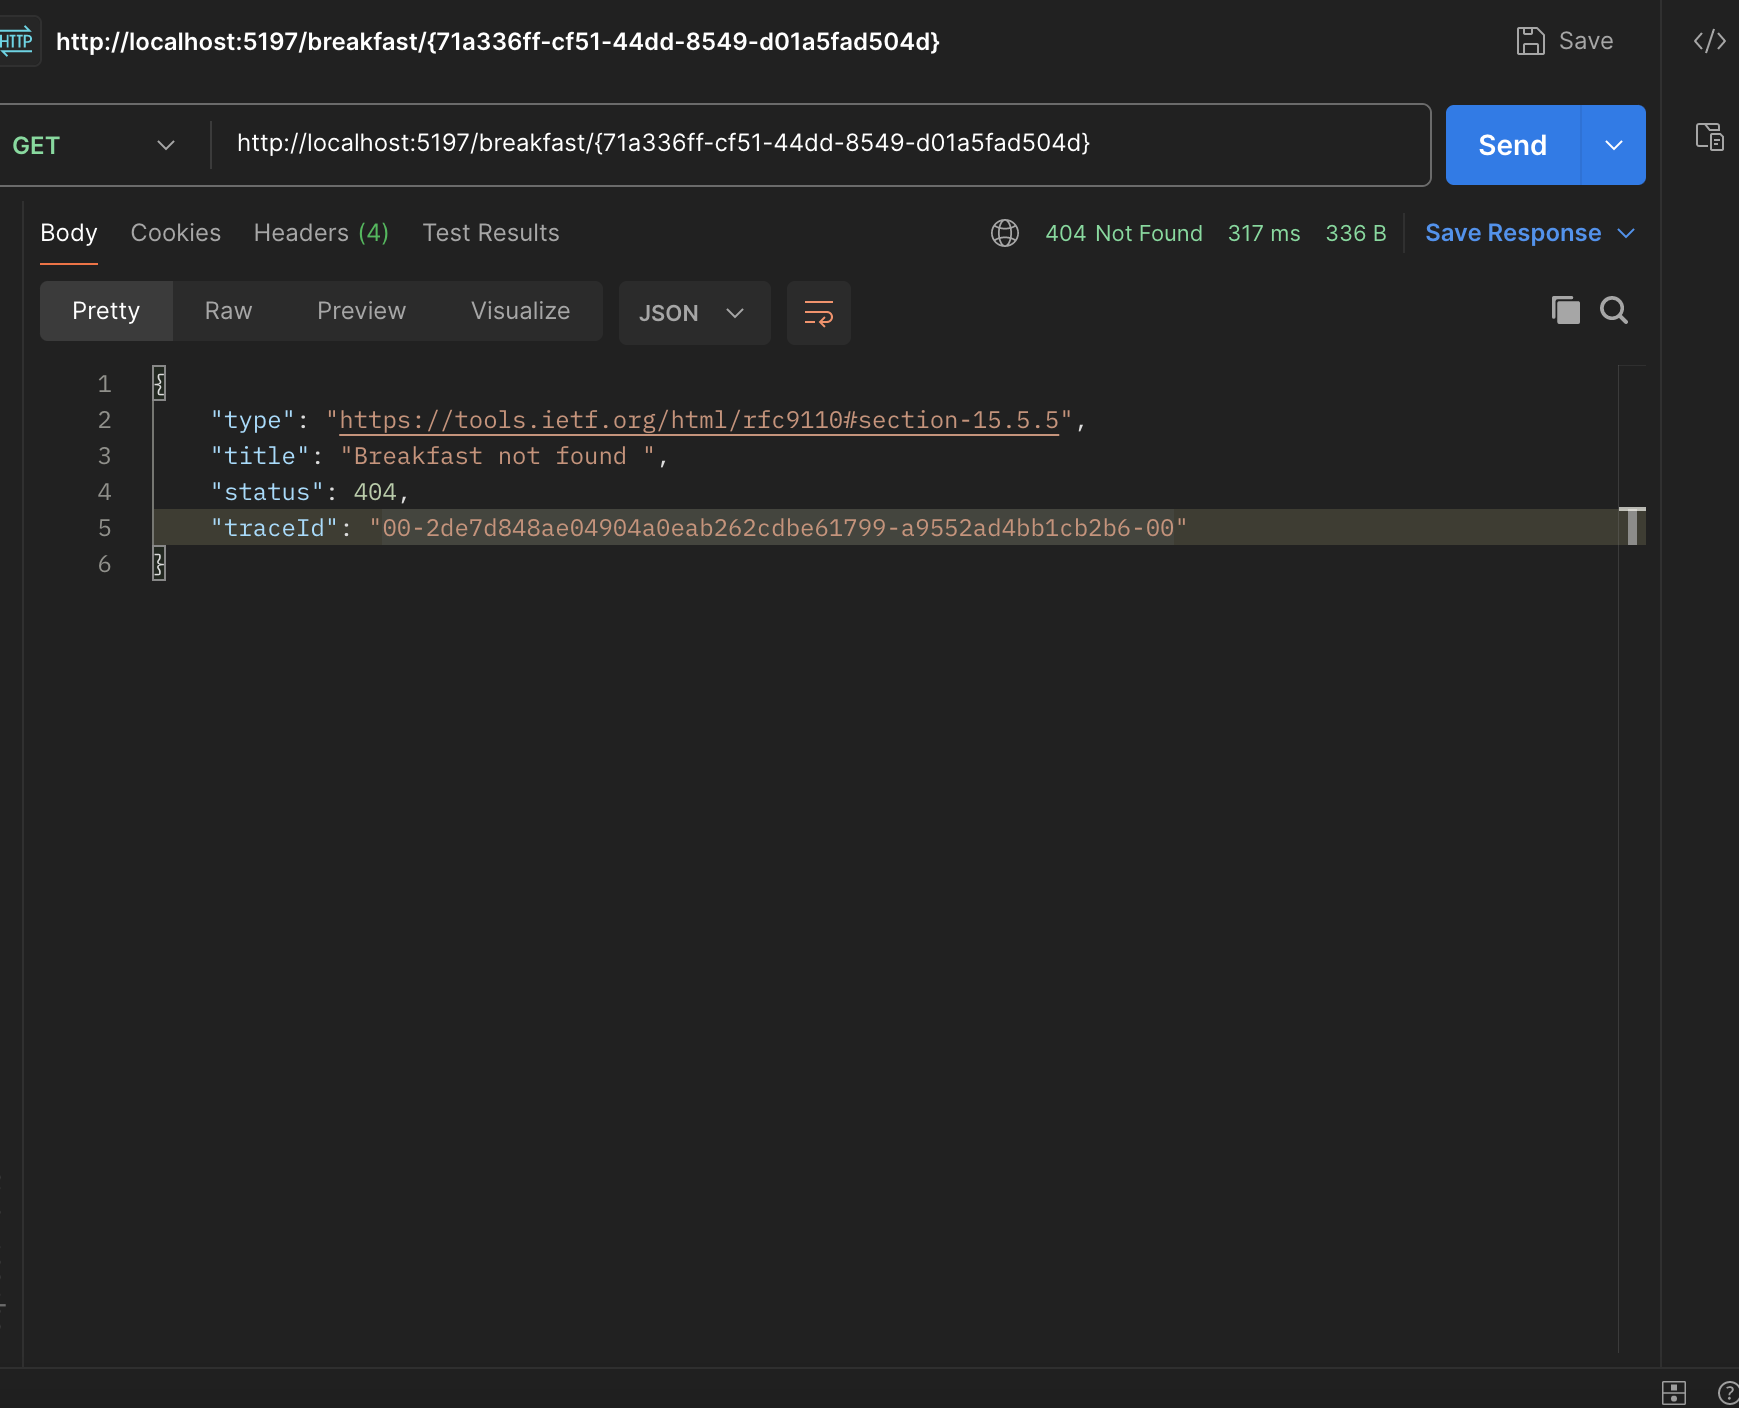 HTTP http://localhost:5197/breakfast/{71a336ff-cf51-44dd-8549-d01a5fad504d} Save </>
GET http://localhost:5197/breakfast/{71a336ff-cf51-44dd-8549-d01a5fad504d} Send
Body Cookies Headers (4) Test Results 404 Not Found 317 ms 336 B Save Response
Pretty Raw Preview Visualize JSON
1 {
2 "type": "https://tools.ietf.org/html/rfc9110#section-15.5.5",
3 "title": "Breakfast not found ",
4 "status": 404,
5 "traceId": "00-2de7d848ae04904a0eab262cdbe61799-a9552ad4bb1cb2b6-00"
6 }